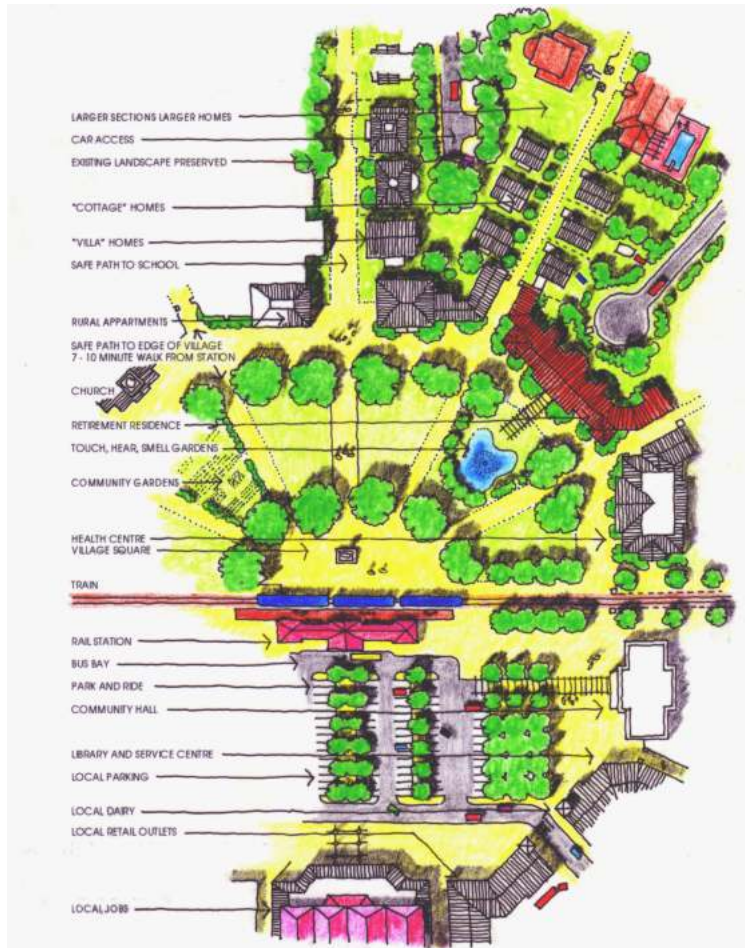 LARGER SECTIONS LARGER HOMES
CAR ACCESS
EXISTING LANDSCAPE PRESERVED
"COTTAGE" HOMES
"VILLA" HOMES
SAFE PATH TO SCHOOL
RURAL APPARTMENTS
SAFE PATH TO EDGE OF VILLAGE
7 - 10 MINUTE WALK FROM STATION
CHURCH
RETIREMENT RESIDENCE
TOUCH, HEAR, SMELL GARDENS
COMMUNITY GARDENS
HEALTH CENTRE
VILLAGE SQUARE
TRAIN
RAIL STATION
BUS BAY
PARK AND RIDE
COMMUNITY HALL
LIBRARY AND SERVICE CENTRE
LOCAL PARKING
LOCAL DAIRY
LOCAL RETAIL OUTLETS
LOCAL JOBS